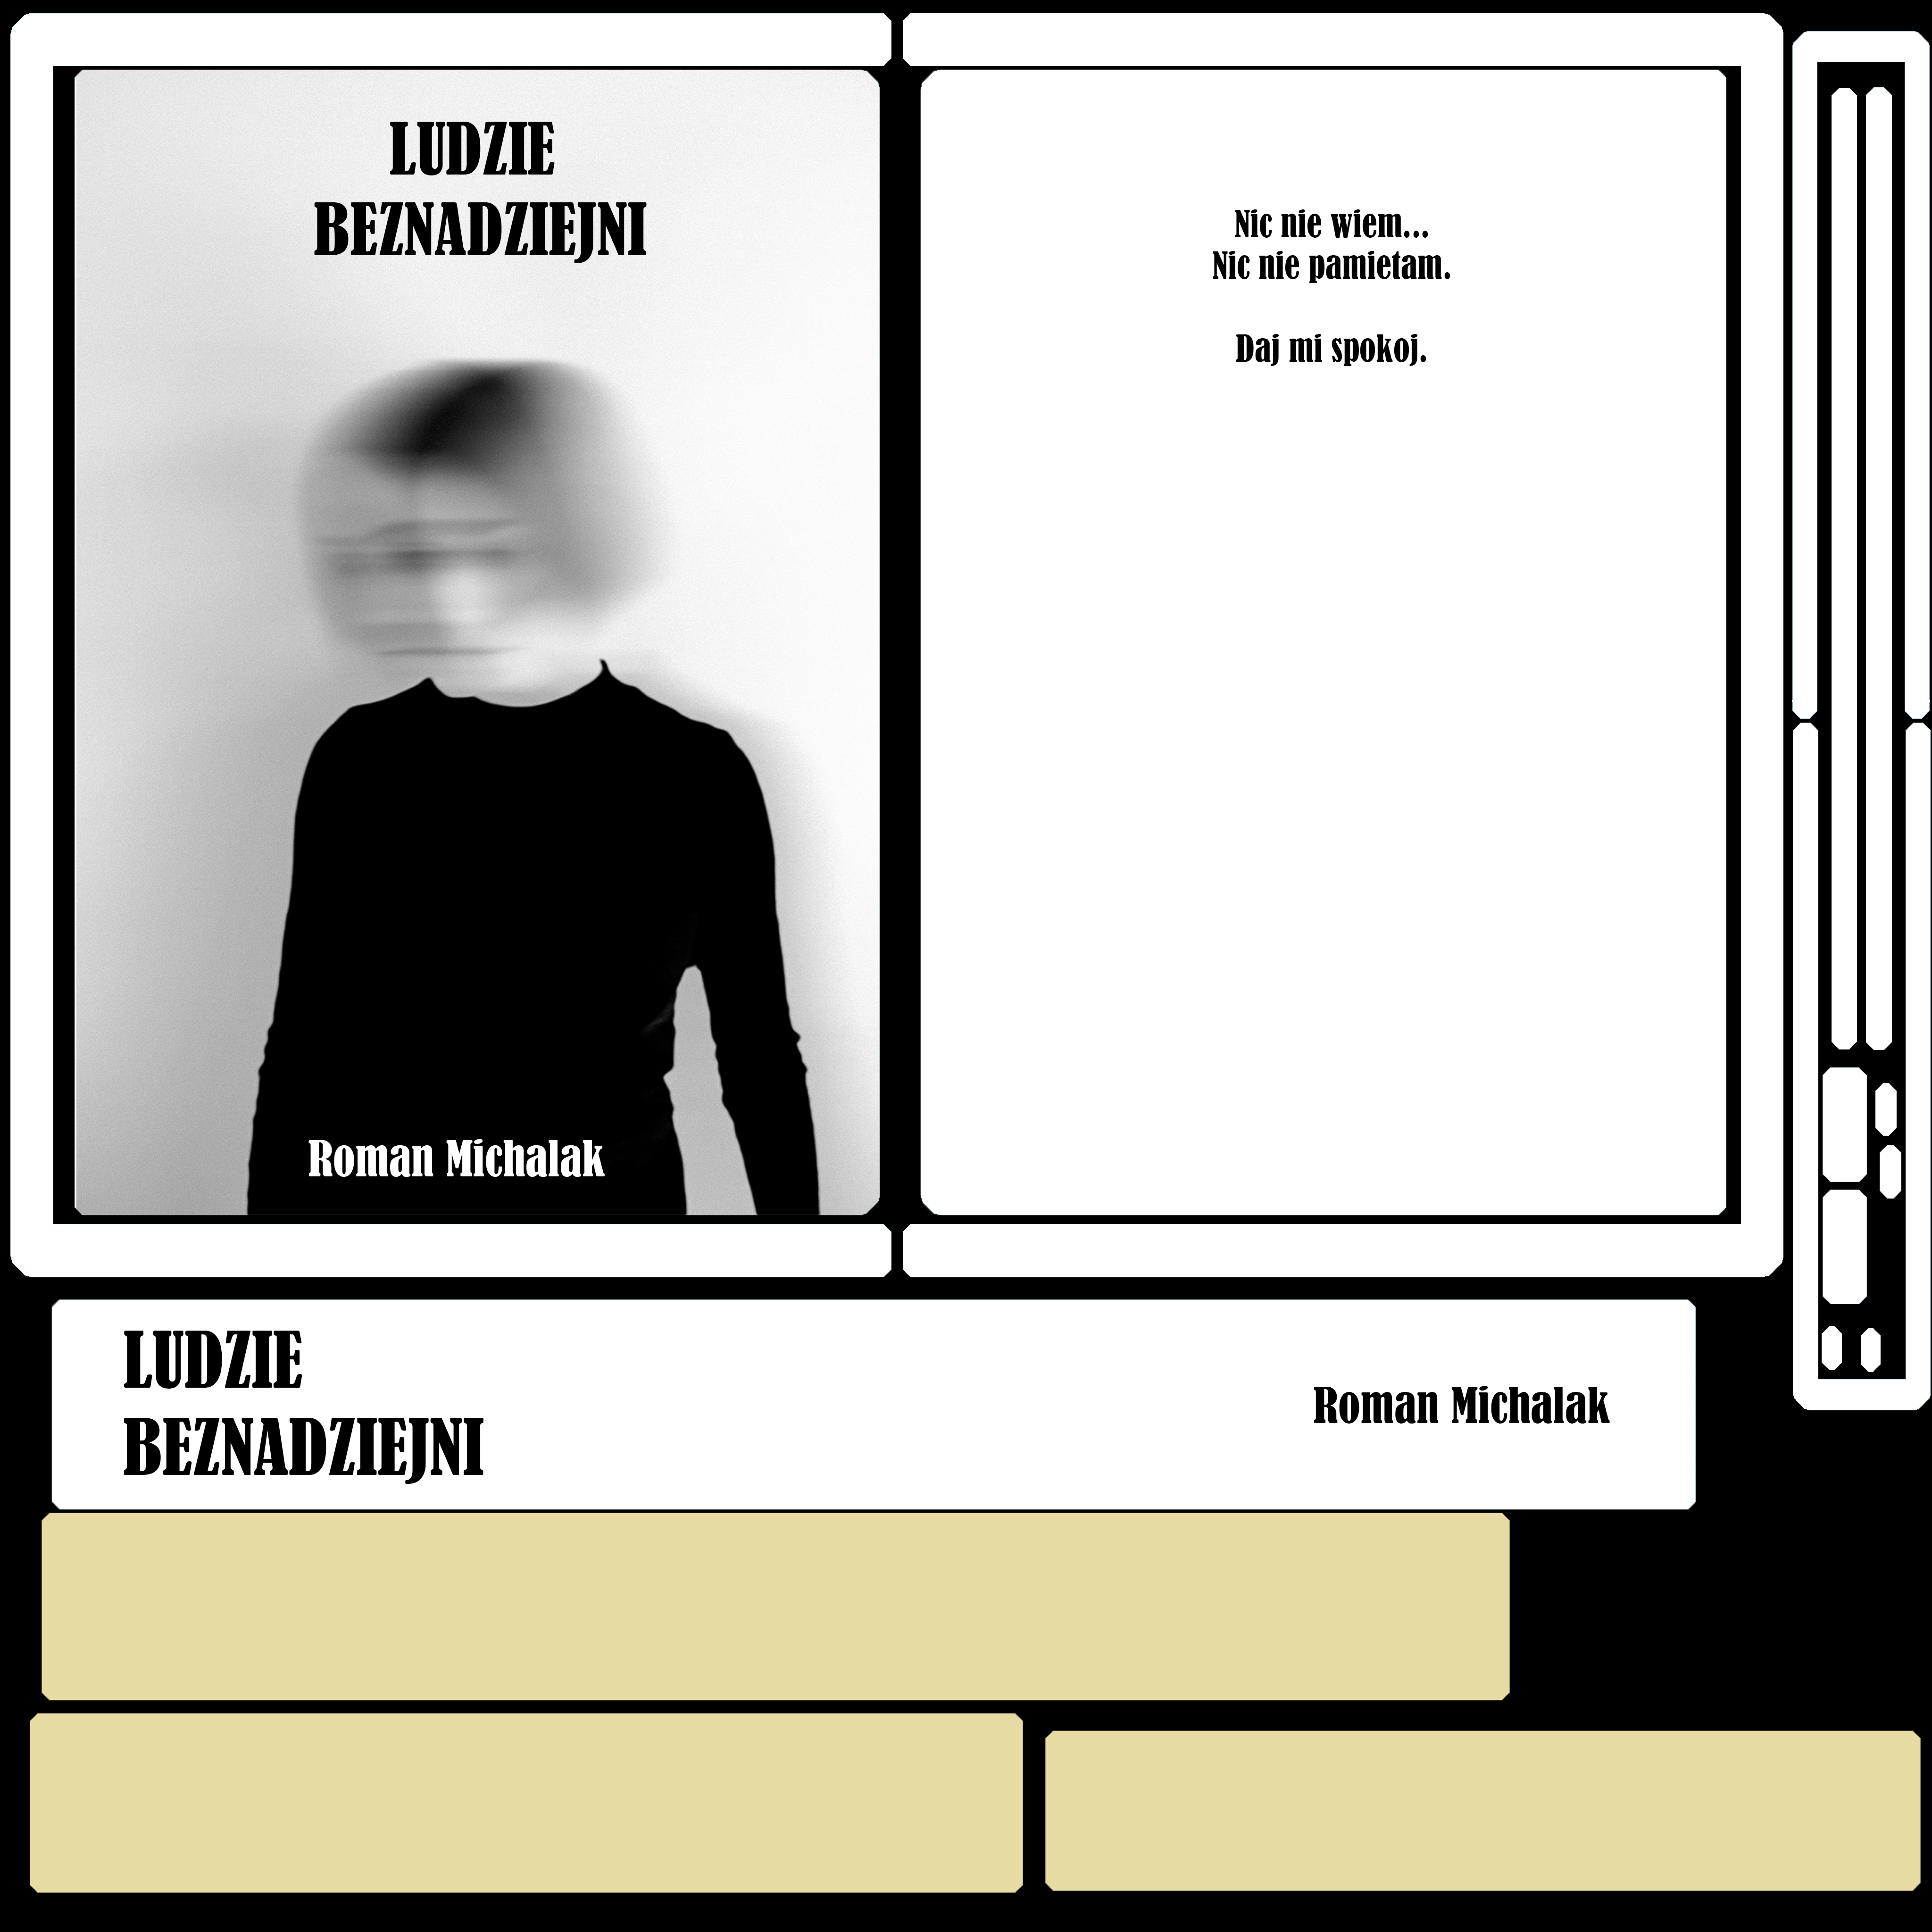 LUDZIE
BEZNADZIEJNI
Roman Michalak
Nic nie wiem...
Nic nie pamietam.
Daj mi spokoj.
LUDZIE
BEZNADZIEJNI
Roman Michalak